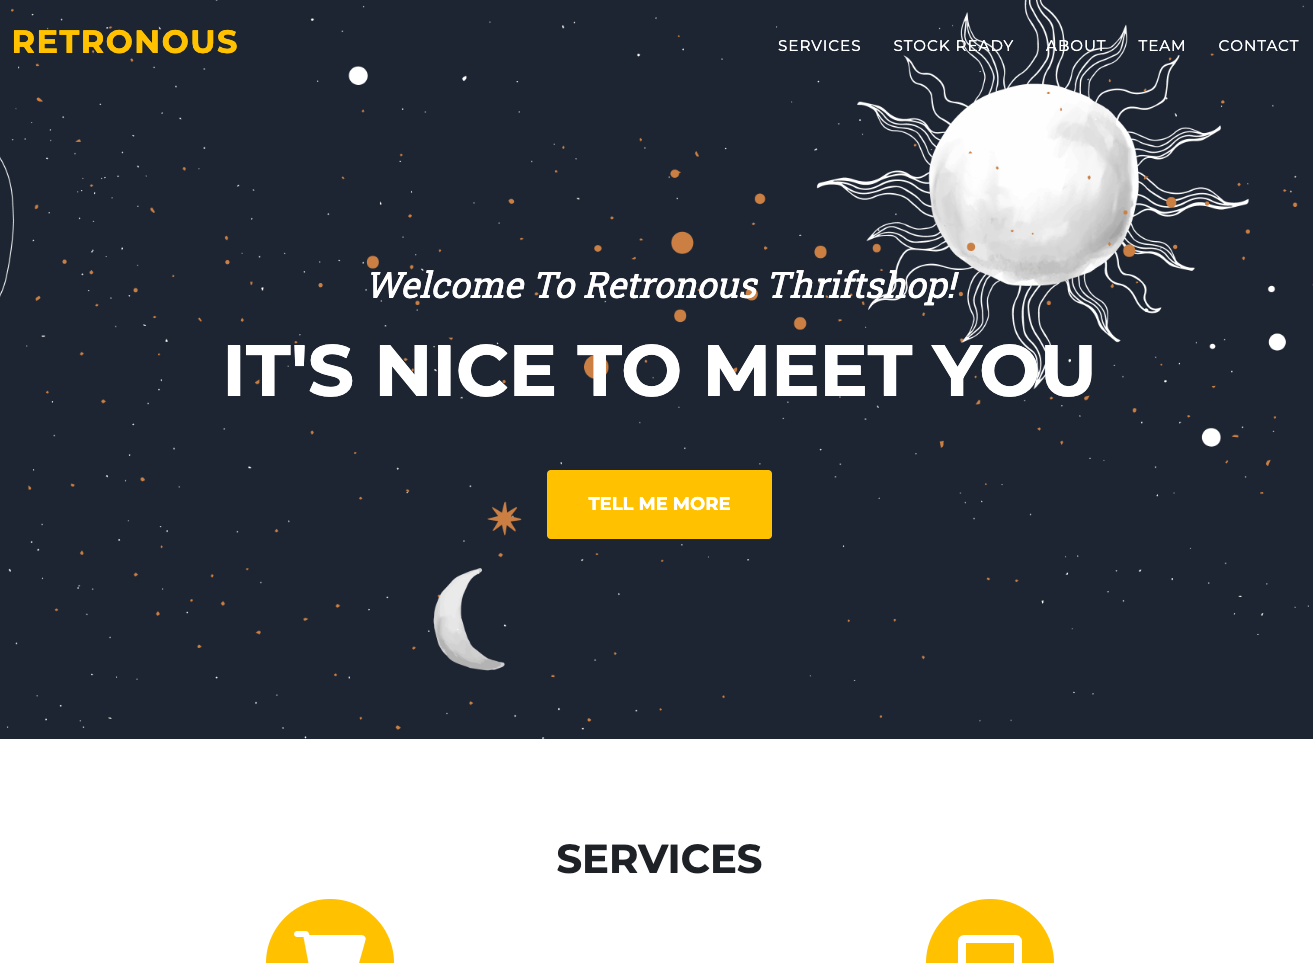 RETRONOUS
SERVICES STOCK READY ABOUT TEAM CONTACT
Welcome To Retronous Thriftshop!
IT'S NICE TO MEET YOU
TELL ME MORE
SERVICES